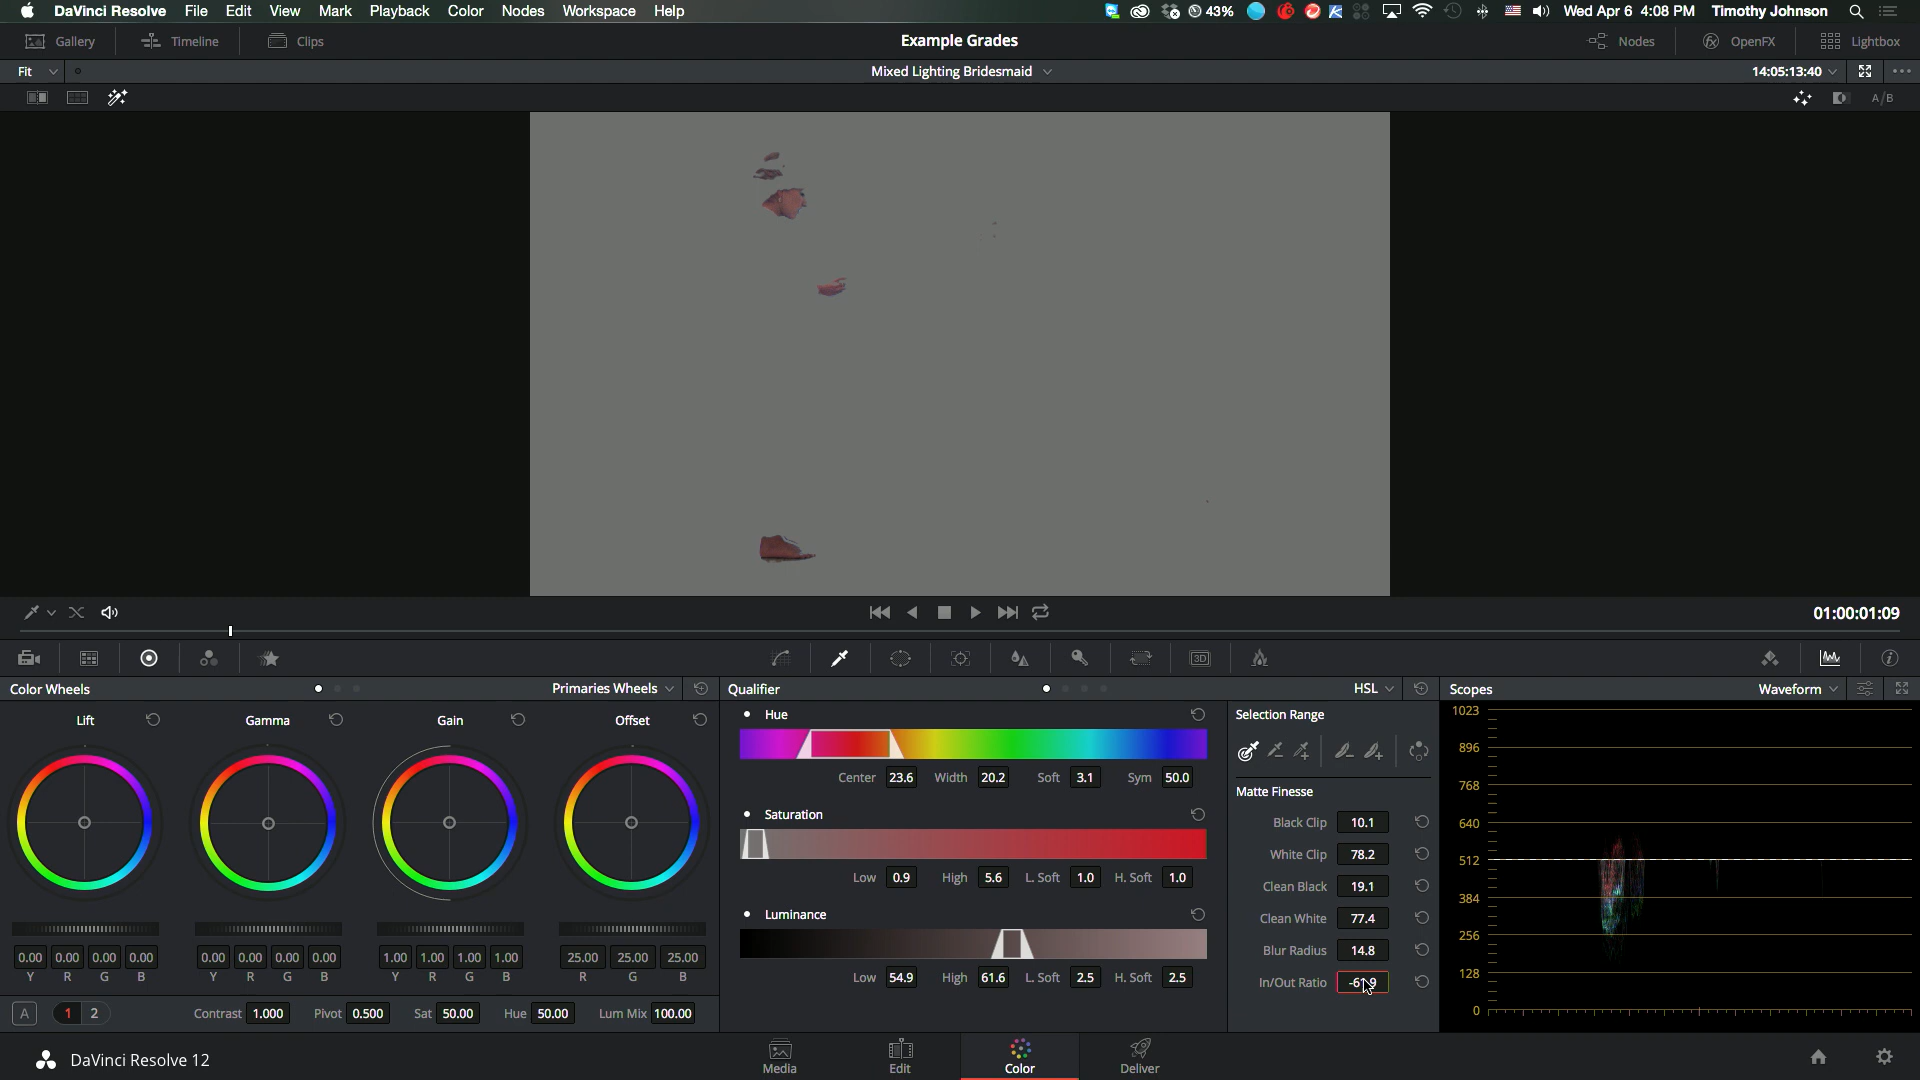 DaVinci Resolve File Edit View Mark Playback Color Nodes Workspace Help 43% Wed Apr 6 4:08 PM Timothy Johnson
Gallery Timeline Clips Example Grades Nodes OpenFX Lightbox
Fit Mixed Lighting Bridesmaid 14:05:13:40
A/B
01:00:01:09
Color Wheels Primaries Wheels Qualifier HSL Scopes Waveform
Lift Gamma Gain Offset
Hue
Center 23.6 Width 20.2 Soft 3.1 Sym 50.0
Saturation
Low 0.9 High 5.6 L. Soft 1.0 H. Soft 1.0
Luminance
Low 54.9 High 61.6 L. Soft 2.5 H. Soft 2.5
Selection Range
Matte Finesse
Black Clip 10.1
White Clip 78.2
Clean Black 19.1
Clean White 77.4
Blur Radius 14.8
In/Out Ratio
1023
896
768
640
512
384
256
128
0
0.00 0.00 0.00 0.00 0.00 0.00 0.00 0.00 1.00 1.00 1.00 1.00 25.00 25.00 25.00
Y R G B Y R G B Y R G B R G B
A 1 2 Contrast 1.000 Pivot 0.500 Sat 50.00 Hue 50.00 Lum Mix 100.00
DaVinci Resolve 12 Media Edit Color Deliver